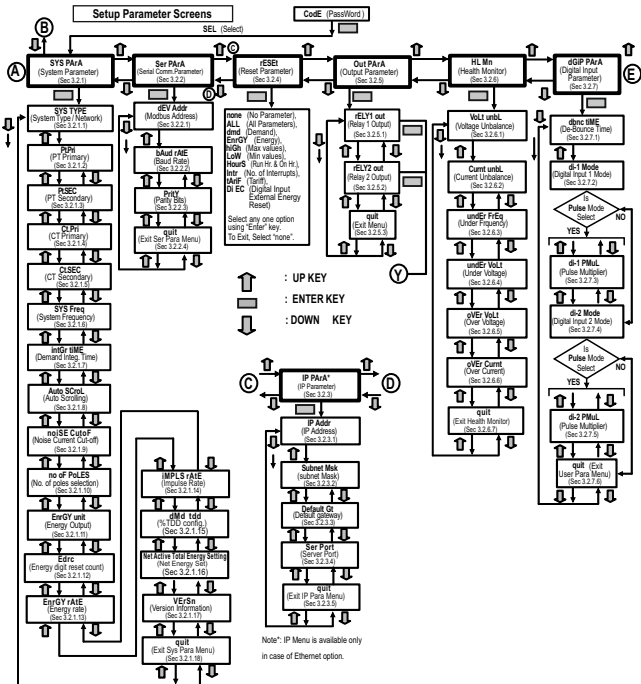 Setup Parameter Screens
CodE (PassWord)
SEL (Select)
B
A
SYS PArA
(System Parameter)
(Sec 3.2.1)
Ser PArA
(Serial Comm.Parameter)
(Sec 3.2.2)
C
D
rESEt
(Reset Parameter)
(Sec 3.2.4)
Out PArA
(Output Parameter)
(Sec 3.2.5)
HL Mn
(Health Monitor)
(Sec 3.2.6)
dGiP PArA
(Digital Input
Parameter)
(Sec 3.2.7)
E
SYS TYPE
(System Type / Network)
(Sec 3.2.1.1)
Pt.Pri
(PT Primary)
(Sec 3.2.1.2)
Pt.SEC
(PT Secondary)
(Sec 3.2.1.3)
Ct.Pri
(CT Primary)
(Sec 3.2.1.4)
Ct.SEC
(CT Secondary)
(Sec 3.2.1.5)
SYS Freq
(System Frequency)
(Sec 3.2.1.6)
intGr tiME
(Demand Integ. Time)
(Sec 3.2.1.7)
Auto SCroL
(Auto Scrolling)
(Sec 3.2.1.8)
noiSE CutoF
(Noise Current Cut-off)
(Sec 3.2.1.9)
no oF PoLES
(No. of poles selection)
(Sec 3.2.1.10)
EnrGY unit
(Energy Output)
(Sec 3.2.1.11)
Edrc
(Energy digit reset count)
(Sec 3.2.1.12)
EnrGY rAtE
(Energy rate)
(Sec 3.2.1.13)
iMPLS rAtE
(Impulse Rate)
(Sec 3.2.1.14)
dMd tdd
(%TDD config.)
(Sec 3.2.1.15)
Net Active Total Energy Setting
(Net Energy Set)
(Sec 3.2.1.16)
VErSn
(Version Information)
(Sec 3.2.1.17)
quit
(Exit Sys Para Menu)
(Sec 3.2.1.18)
dEV Addr
(Modbus Address)
(Sec 3.2.2.1)
bAud rAtE
(Baud Rate)
(Sec 3.2.2.2)
PritY
(Parity Bits)
(Sec 3.2.2.3)
quit
(Exit Ser Para Menu)
(Sec 3.2.2.4)
none (No Parameter),
ALL (All Parameters),
dmd (Demand),
EnrGY (Energy),
hiGh (Max values),
LoW (Min values),
HourS (Run Hr. & On Hr.),
Intr (No. of Interrupts),
tAriF (Tariff),
Di EC (Digital Input
External Energy
Reset)
Select any one option
using "Enter" key.
To Exit, Select "none".
: UP KEY
: ENTER KEY
: DOWN KEY
C
IP PArA*
(IP Parameter)
(Sec 3.2.3)
D
IP Addr
(IP Address)
(Sec 3.2.3.1)
Subnet Msk
(subnet Mask)
(Sec 3.2.3.2)
Default Gt
(Default gateway)
(Sec 3.2.3.3)
Ser Port
(Server Port)
(Sec 3.2.3.4)
quit
(Exit IP Para Menu)
(Sec 3.2.3.5)
Note*: IP Menu is available only
in case of Ethernet option.
rELY1 out
(Relay 1 Output)
(Sec 3.2.5.1)
rELY2 out
(Relay 2 Output)
(Sec 3.2.5.2)
quit
(Exit Menu)
(Sec 3.2.5.3)
Y
VoLt unbL
(Voltage Unbalance)
(Sec 3.2.6.1)
Curnt unbL
(Current Unbalance)
(Sec 3.2.6.2)
undEr FrEq
(Under Frquency)
(Sec 3.2.6.3)
undEr VoLt
(Under Voltage)
(Sec 3.2.6.4)
oVEr VoLt
(Over Voltage)
(Sec 3.2.6.5)
oVEr Curnt
(Over Current)
(Sec 3.2.6.6)
quit
(Exit Health Monitor)
(Sec 3.2.6.7)
dbnc tiME
(De-Bounce Time)
(Sec 3.2.7.1)
di-1 Mode
(Digital Input 1 Mode)
(Sec 3.2.7.2)
Is
Pulse Mode
Select
NO
YES
di-1 PMuL
(Pulse Multiplier)
(Sec 3.2.7.3)
di-2 Mode
(Digital Input 2 Mode)
(Sec 3.2.7.4)
Is
Pulse Mode
Select
NO
YES
di-2 PMuL
(Pulse Multiplier)
(Sec 3.2.7.5)
quit (Exit
User Para Menu)
(Sec 3.2.7.6)